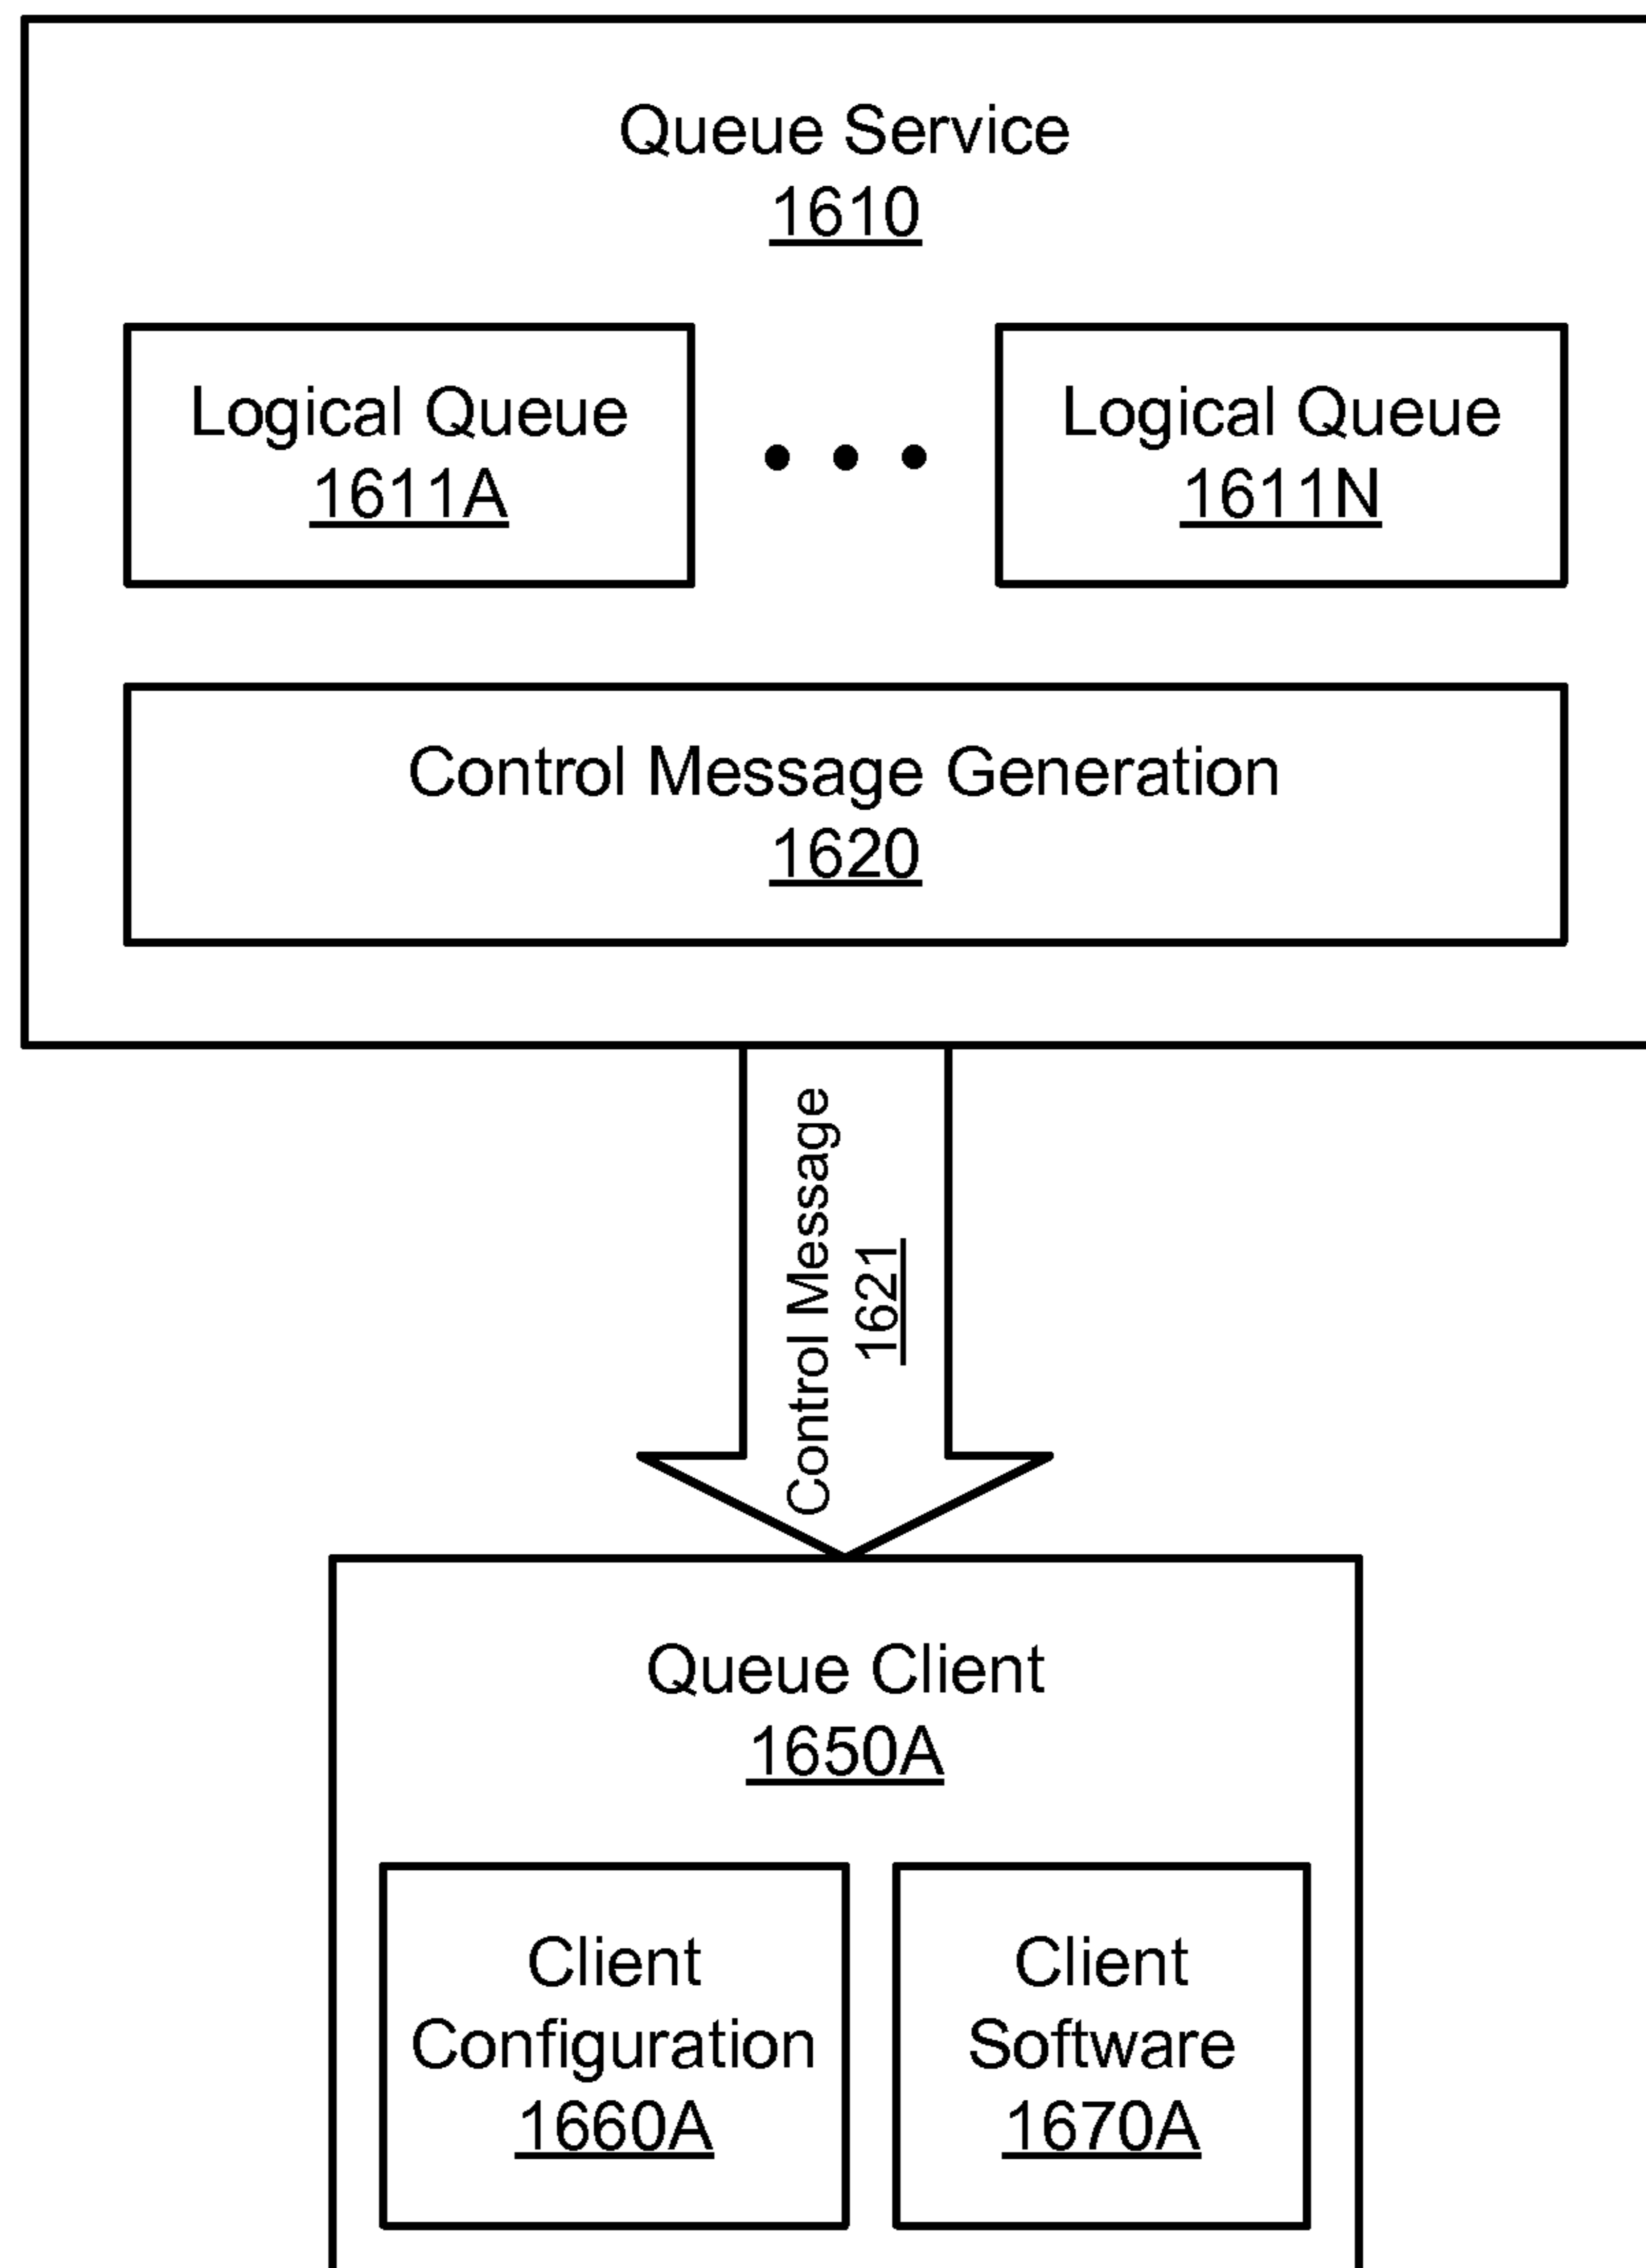 Queue Service
1610
Logical Queue
1611A
Logical Queue
1611N
Control Message Generation
1620
Control Message
1621
Queue Client
1650A
Client
Configuration
1660A
Client
Software
1670A